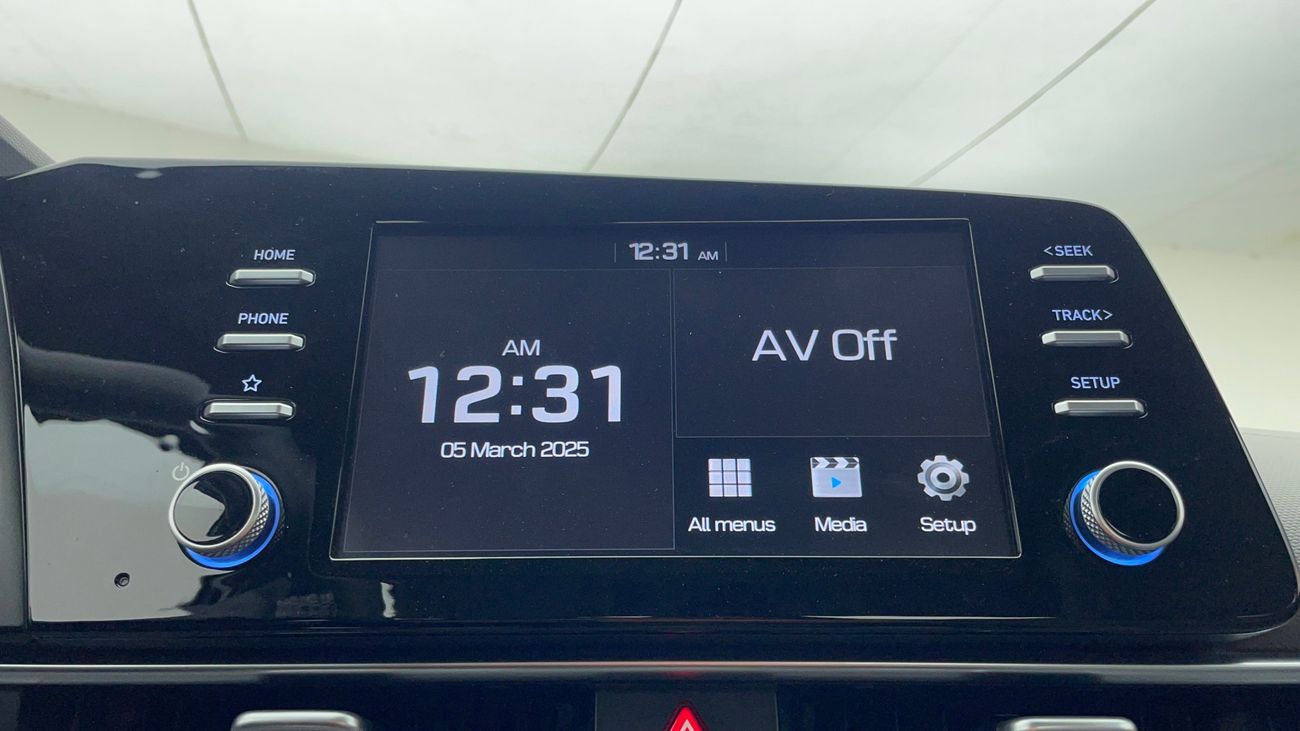 HOME
PHONE
12:31 AM
AM
12:31
05 March 2025
AV Off
All menus
Media
Setup
<SEEK
TRACK>
SETUP